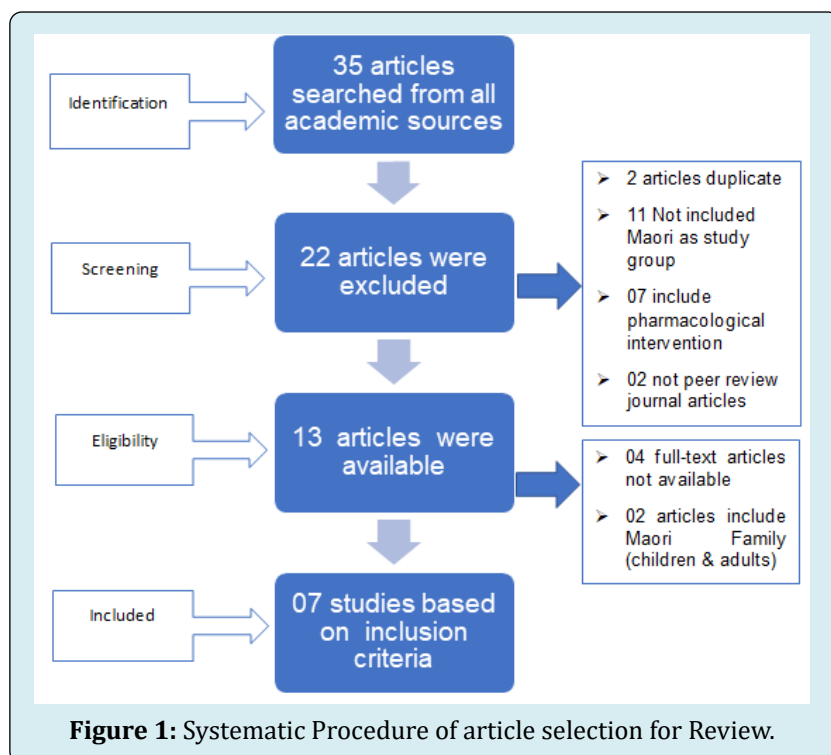 Identification
35 articles
searched from all
academic sources
Screening
22 articles were
excluded
➢ 2 articles duplicate
➢ 11 Not included
Maori as study
group
➢ 07 include
pharmacological
intervention
➢ 02 not peer review
journal articles
Eligibility
13 articles were
available
➢ 04 full-text articles
not available
➢ 02 articles include
Maori Family
(children & adults)
Included
07 studies based
on inclusion
criteria
Figure 1: Systematic Procedure of article selection for Review.